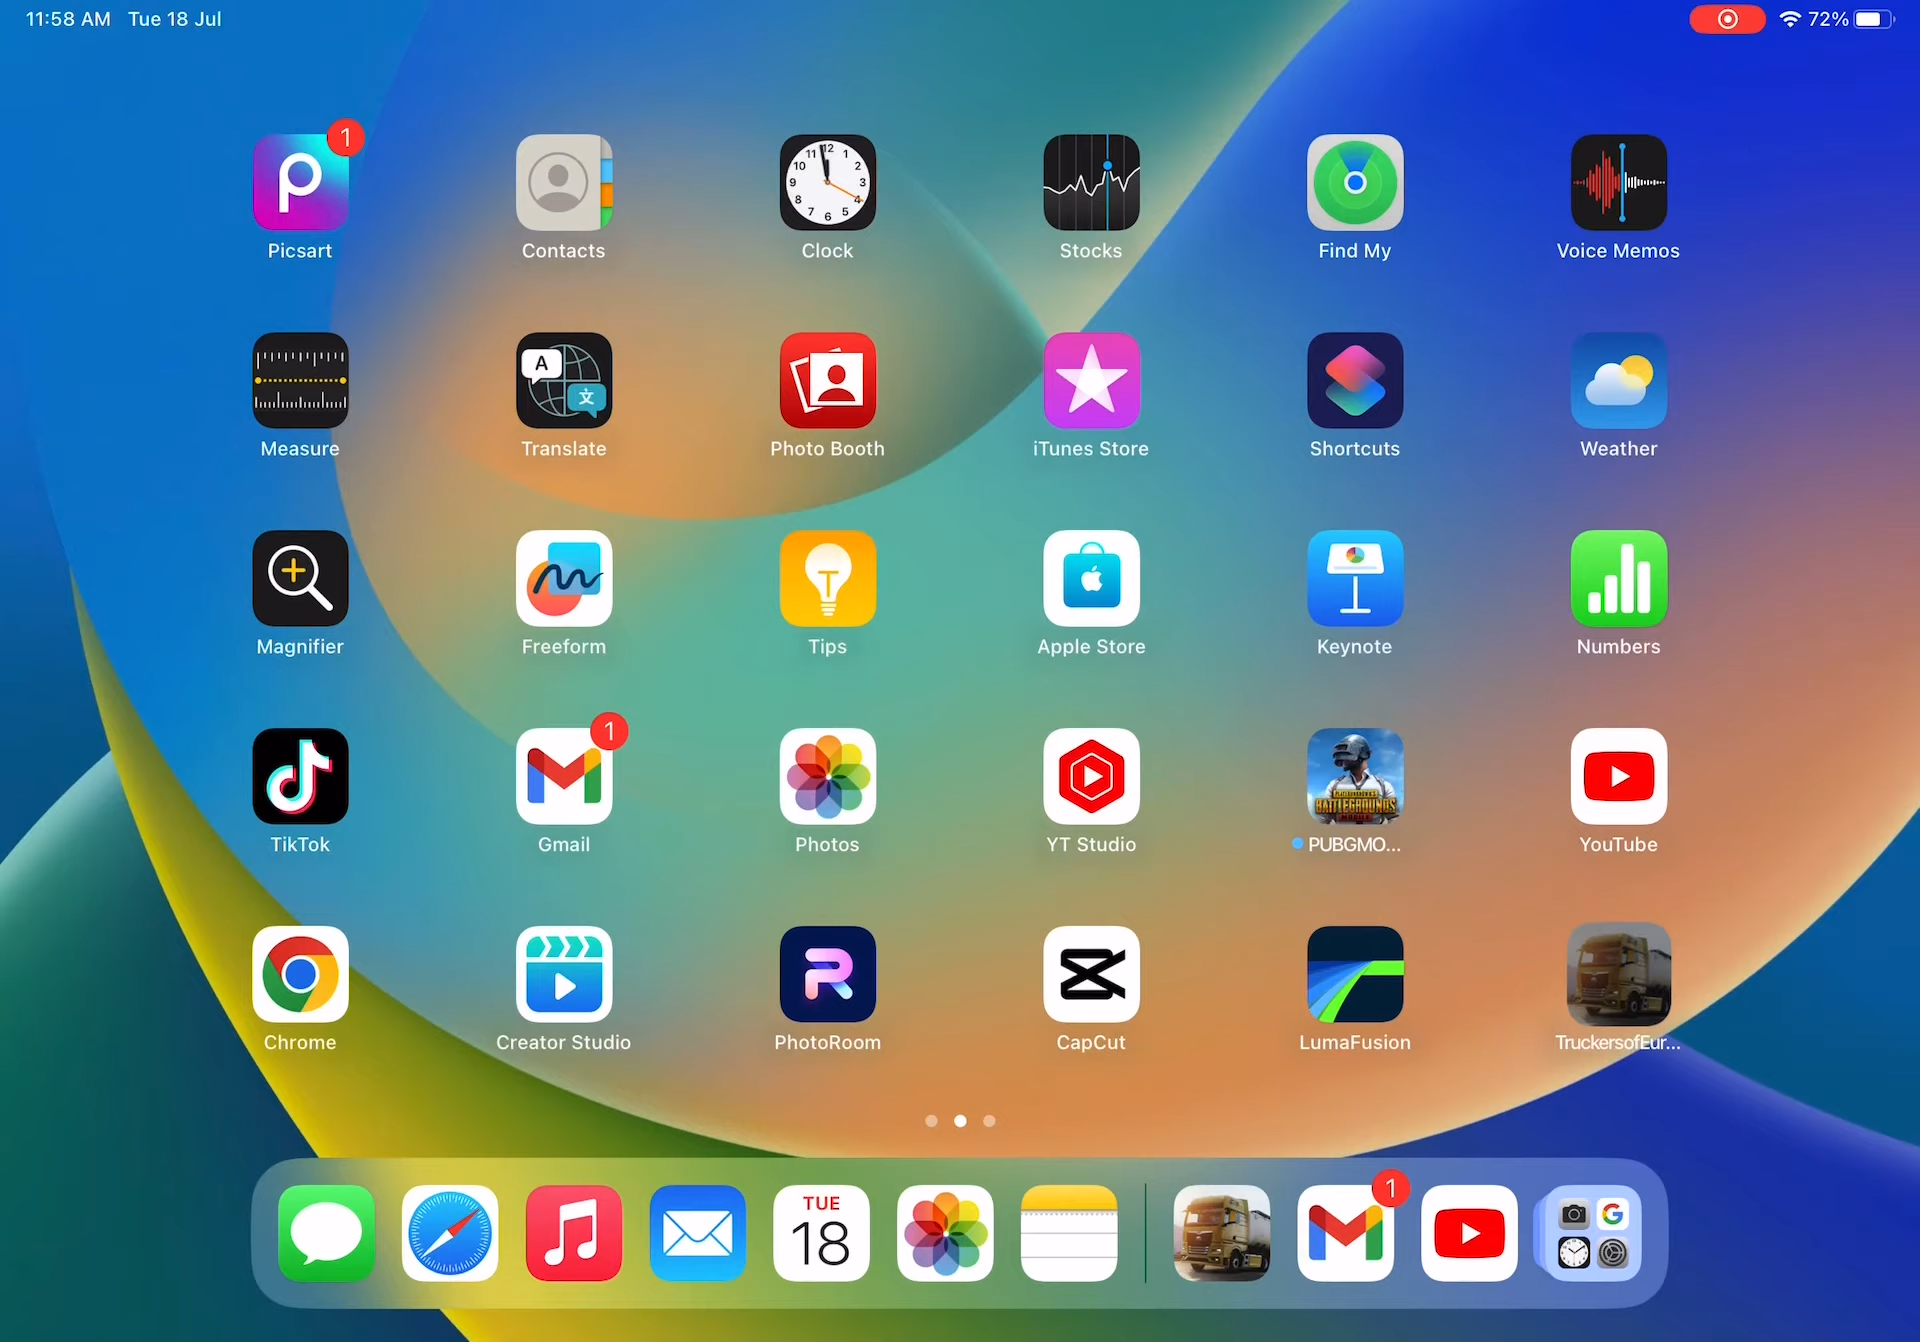 11:58 AM Tue 18 Jul
72%
1
Picsart
Contacts
Clock
Stocks
Find My
Voice Memos
Measure
Translate
Photo Booth
iTunes Store
Shortcuts
Weather
Magnifier
Freeform
Tips
Apple Store
Keynote
Numbers
1
TikTok
Gmail
Photos
YT Studio
PUBGMO...
YouTube
Chrome
Creator Studio
PhotoRoom
CapCut
LumaFusion
TruckersofEur...
TUE
18
1